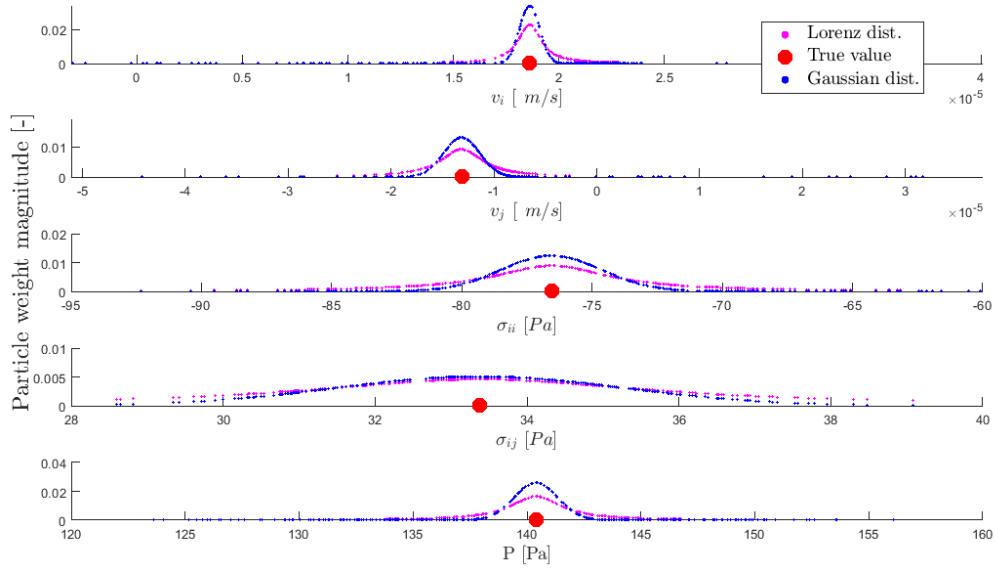 Particle weight magnitude [-]
0.02
0.01
0
0 0.5 1 1.5 2 2.5 4
×10⁻⁵
v_i [ m/s]
Lorenz dist.
True value
Gaussian dist.
0.01
0
-5 -4 -3 -2 -1 0 1 2 3
×10⁻⁵
v_j [ m/s]
0.02
0.01
0
-95 -90 -85 -80 -75 -70 -65 -60
σ_ii [Pa]
0.01
0.005
0
28 30 32 34 36 38 40
σ_ij [Pa]
0.04
0.02
0
120 125 130 135 140 145 150 155 160
P [Pa]